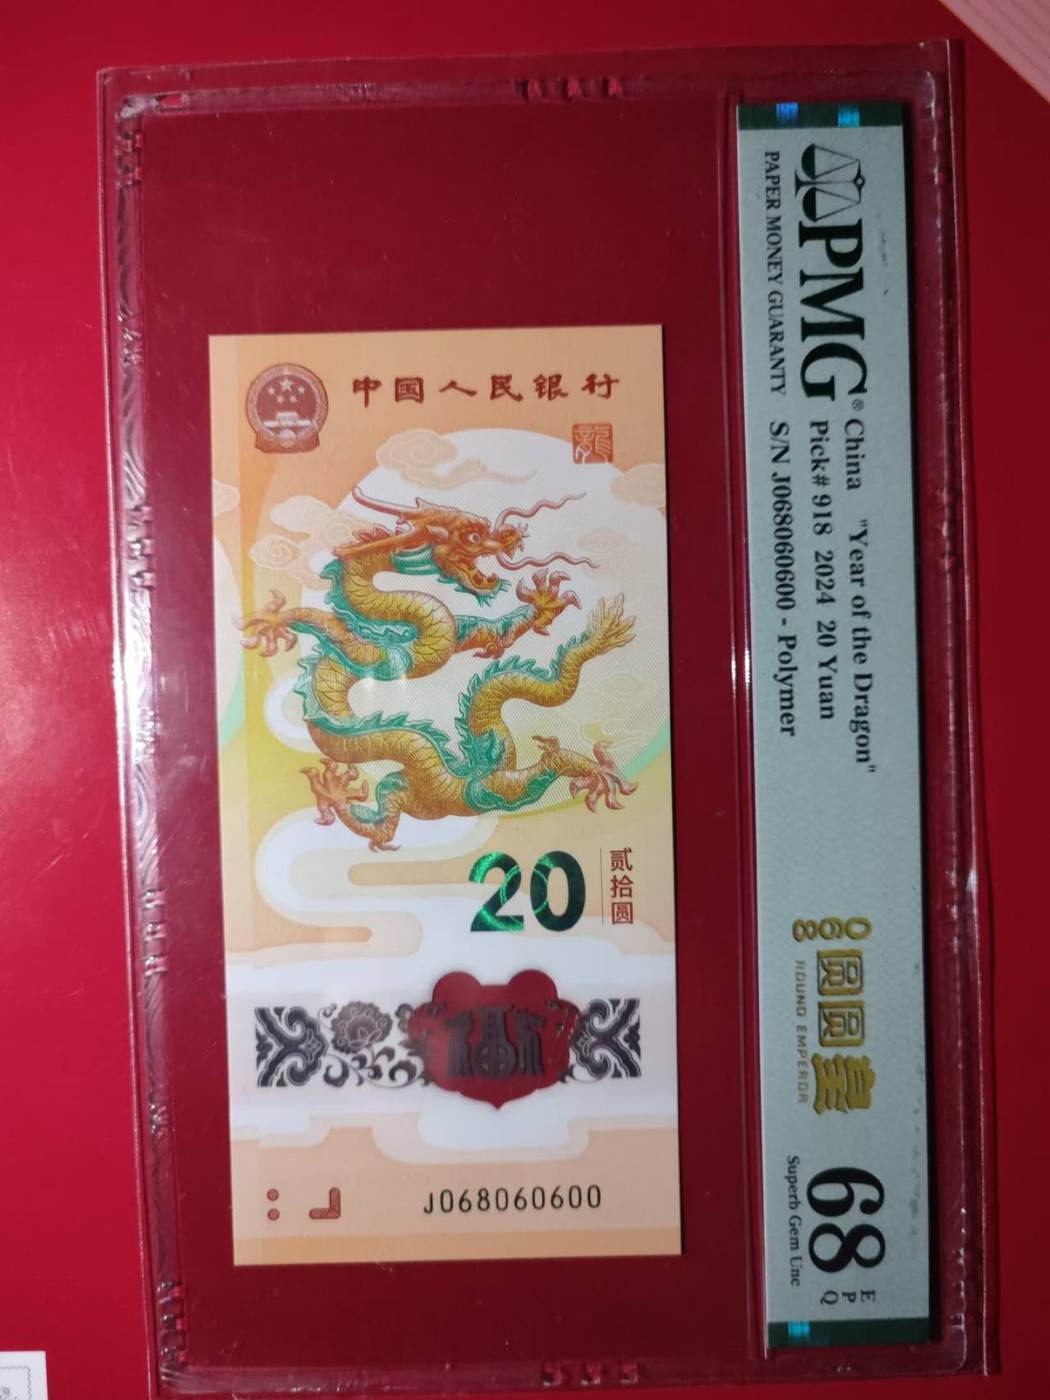 PMG®
PAPER MONEY GUARANTY
China "Year of the Dragon"
Pick# 918 2024 20 Yuan
S/N J068060600 - Polymer
068
圆圆皇
ROUND EMPEROR
68
EPQ
Superb Gem Unc
中国人民银行
龍
20
贰拾圆
福
J068060600